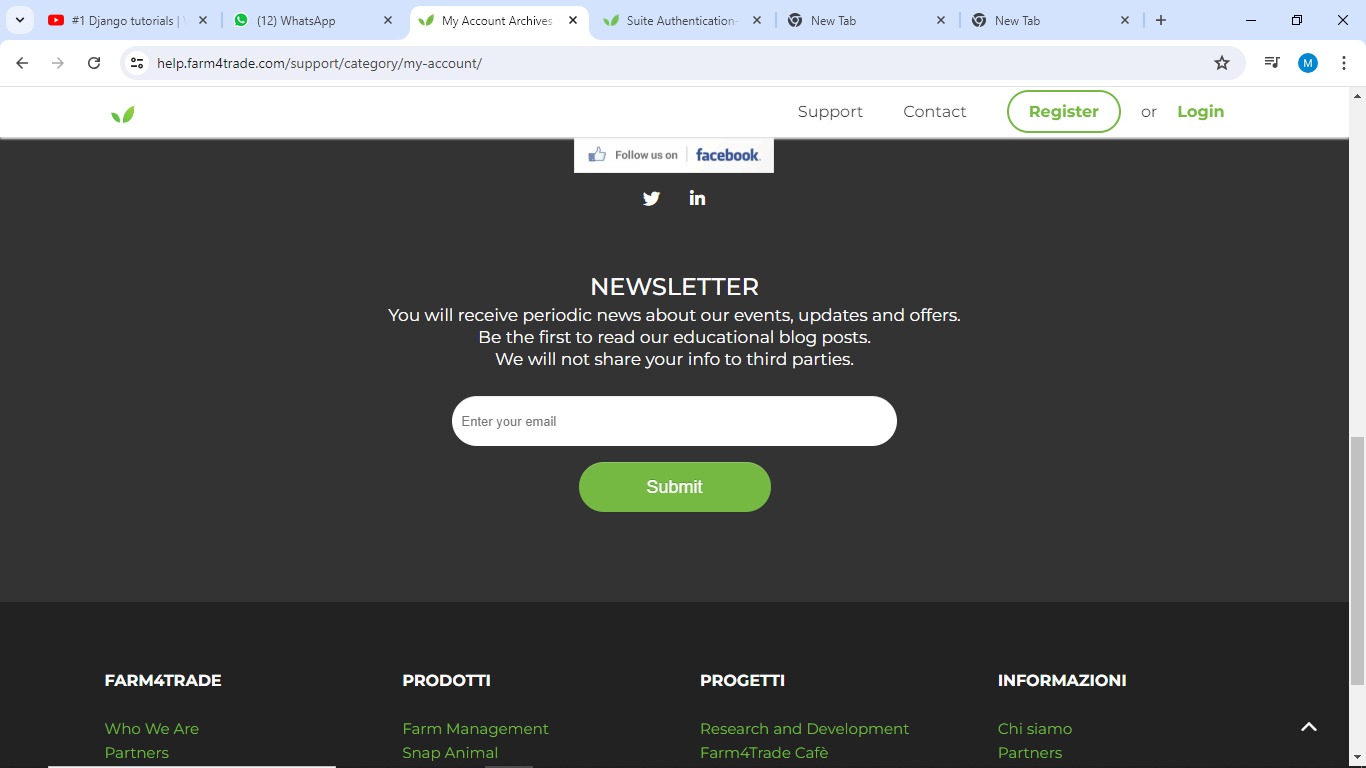 #1 Django tutorials |
(12) WhatsApp
My Account Archives
Suite Authentication-
New Tab
New Tab
help.farm4trade.com/support/category/my-account/
M
Support
Contact
Register
or
Login
Follow us on facebook.
NEWSLETTER
You will receive periodic news about our events, updates and offers.
Be the first to read our educational blog posts.
We will not share your info to third parties.
Enter your email
Submit
FARM4TRADE
PRODOTTI
PROGETTI
INFORMAZIONI
Who We Are
Farm Management
Research and Development
Chi siamo
Partners
Snap Animal
Farm4Trade Cafè
Partners